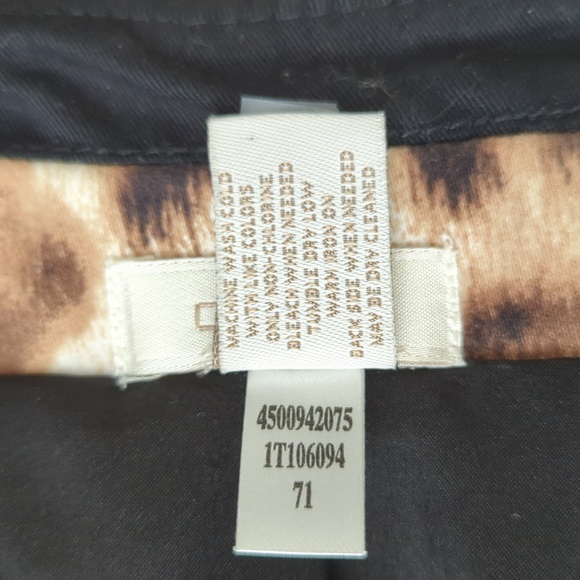 MACHINE WASH COLD
WITH LIKE COLORS
ONLY NON-CHLORINE
BLEACH WHEN NEEDED
TUMBLE DRY LOW
WARM IRON ON
BACK SIDE WHEN NEEDED
MAY BE DRY CLEANED
4500942075
1T106094
71